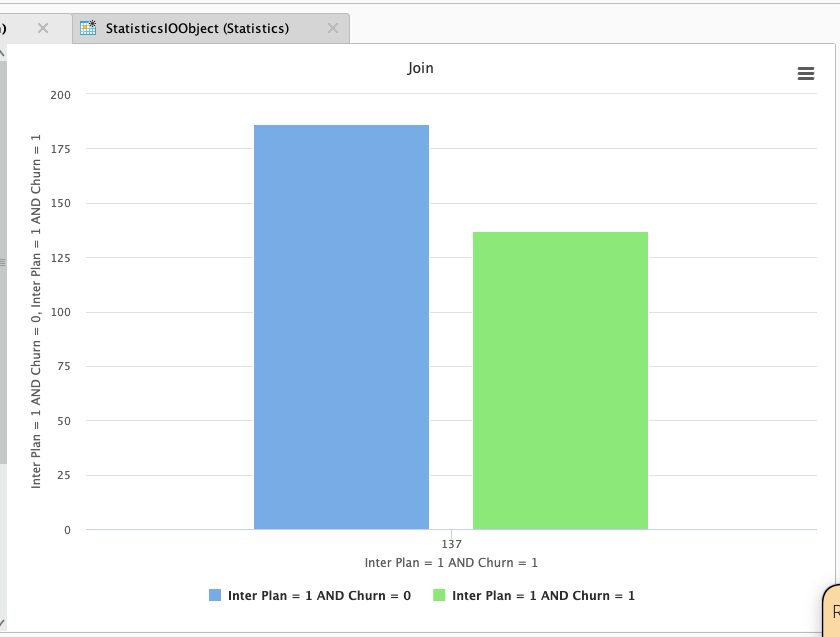 )
StatisticsIOObject (Statistics)
Join
200
175
150
125
100
75
50
25
0
Inter Plan = 1 AND Churn = 0, Inter Plan = 1 AND Churn = 1
137
Inter Plan = 1 AND Churn = 1
Inter Plan = 1 AND Churn = 0
Inter Plan = 1 AND Churn = 1
R